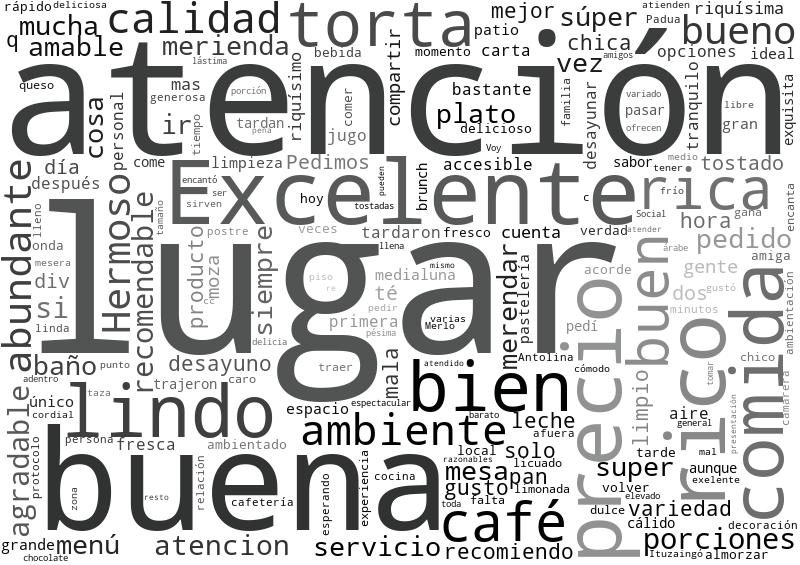 rápido
deliciosa
mucha
calidad
torta
mejor
súper
atienden
Padua
riquísima
q
amable
merienda
patio
chica
bueno
lástima
bebida
momento
carta
opciones
ideal
amigos
vez
atención
queso
cosa
personal
mas
generosa
porción
riquísimo
comer
compartir
bastante
plato
delicioso
familia
desayunar
variado
pasar
tranquilo
libre
exquisita
ir
tiempo
tardan
pena
jugo
Voy
ofrecen
gran
día
después
come
limpieza
Pedimos
accesible
sabor
medio
tener
tostado
encantó
ser
sirven
Excelente
pueden
hoy
tostadas
brunch
c
frío
rica
abundante
lleno
Hermoso
recomendable
tamaño
postre
veces
tardaron
fresco
cuenta
verdad
Social
atender
hora
gana
encanta
onda
mesera
lugar
producto
moza
siempre
llena
mismo
merendar
pastelería
acorde
árabe
buen
pedido
amiga
gente
gustó
div
si
linda
cc
piso
re
medialuna
té
pedir
varias
Merlo
primera
pésima
pedí
dos
minutos
ambientación
baño
adentro
punto
desayuno
delicia
traer
mala
atendido
Antolina
cómodo
precio
rico
tomar
chico
camarera
comida
único
cordial
taza
trajeron
caro
espectacular
espacio
bien
barato
leche
afuera
limpio
aire
general
presentación
agradable
protocolo
lindo
persona
fresca
ambientado
ambiente
local
solo
razonables
licuado
tarde
mal
aunque
buena
zona
resto
relación
cafetería
esperando
experiencia
cocina
mesa
pan
gusto
limonada
super
volver
elevado
exelente
toda
falta
café
dulce
variedad
cálido
decoración
grande
chocolate
menú
atencion
servicio
recomiendo
porciones
Ituzaingó
almorzar